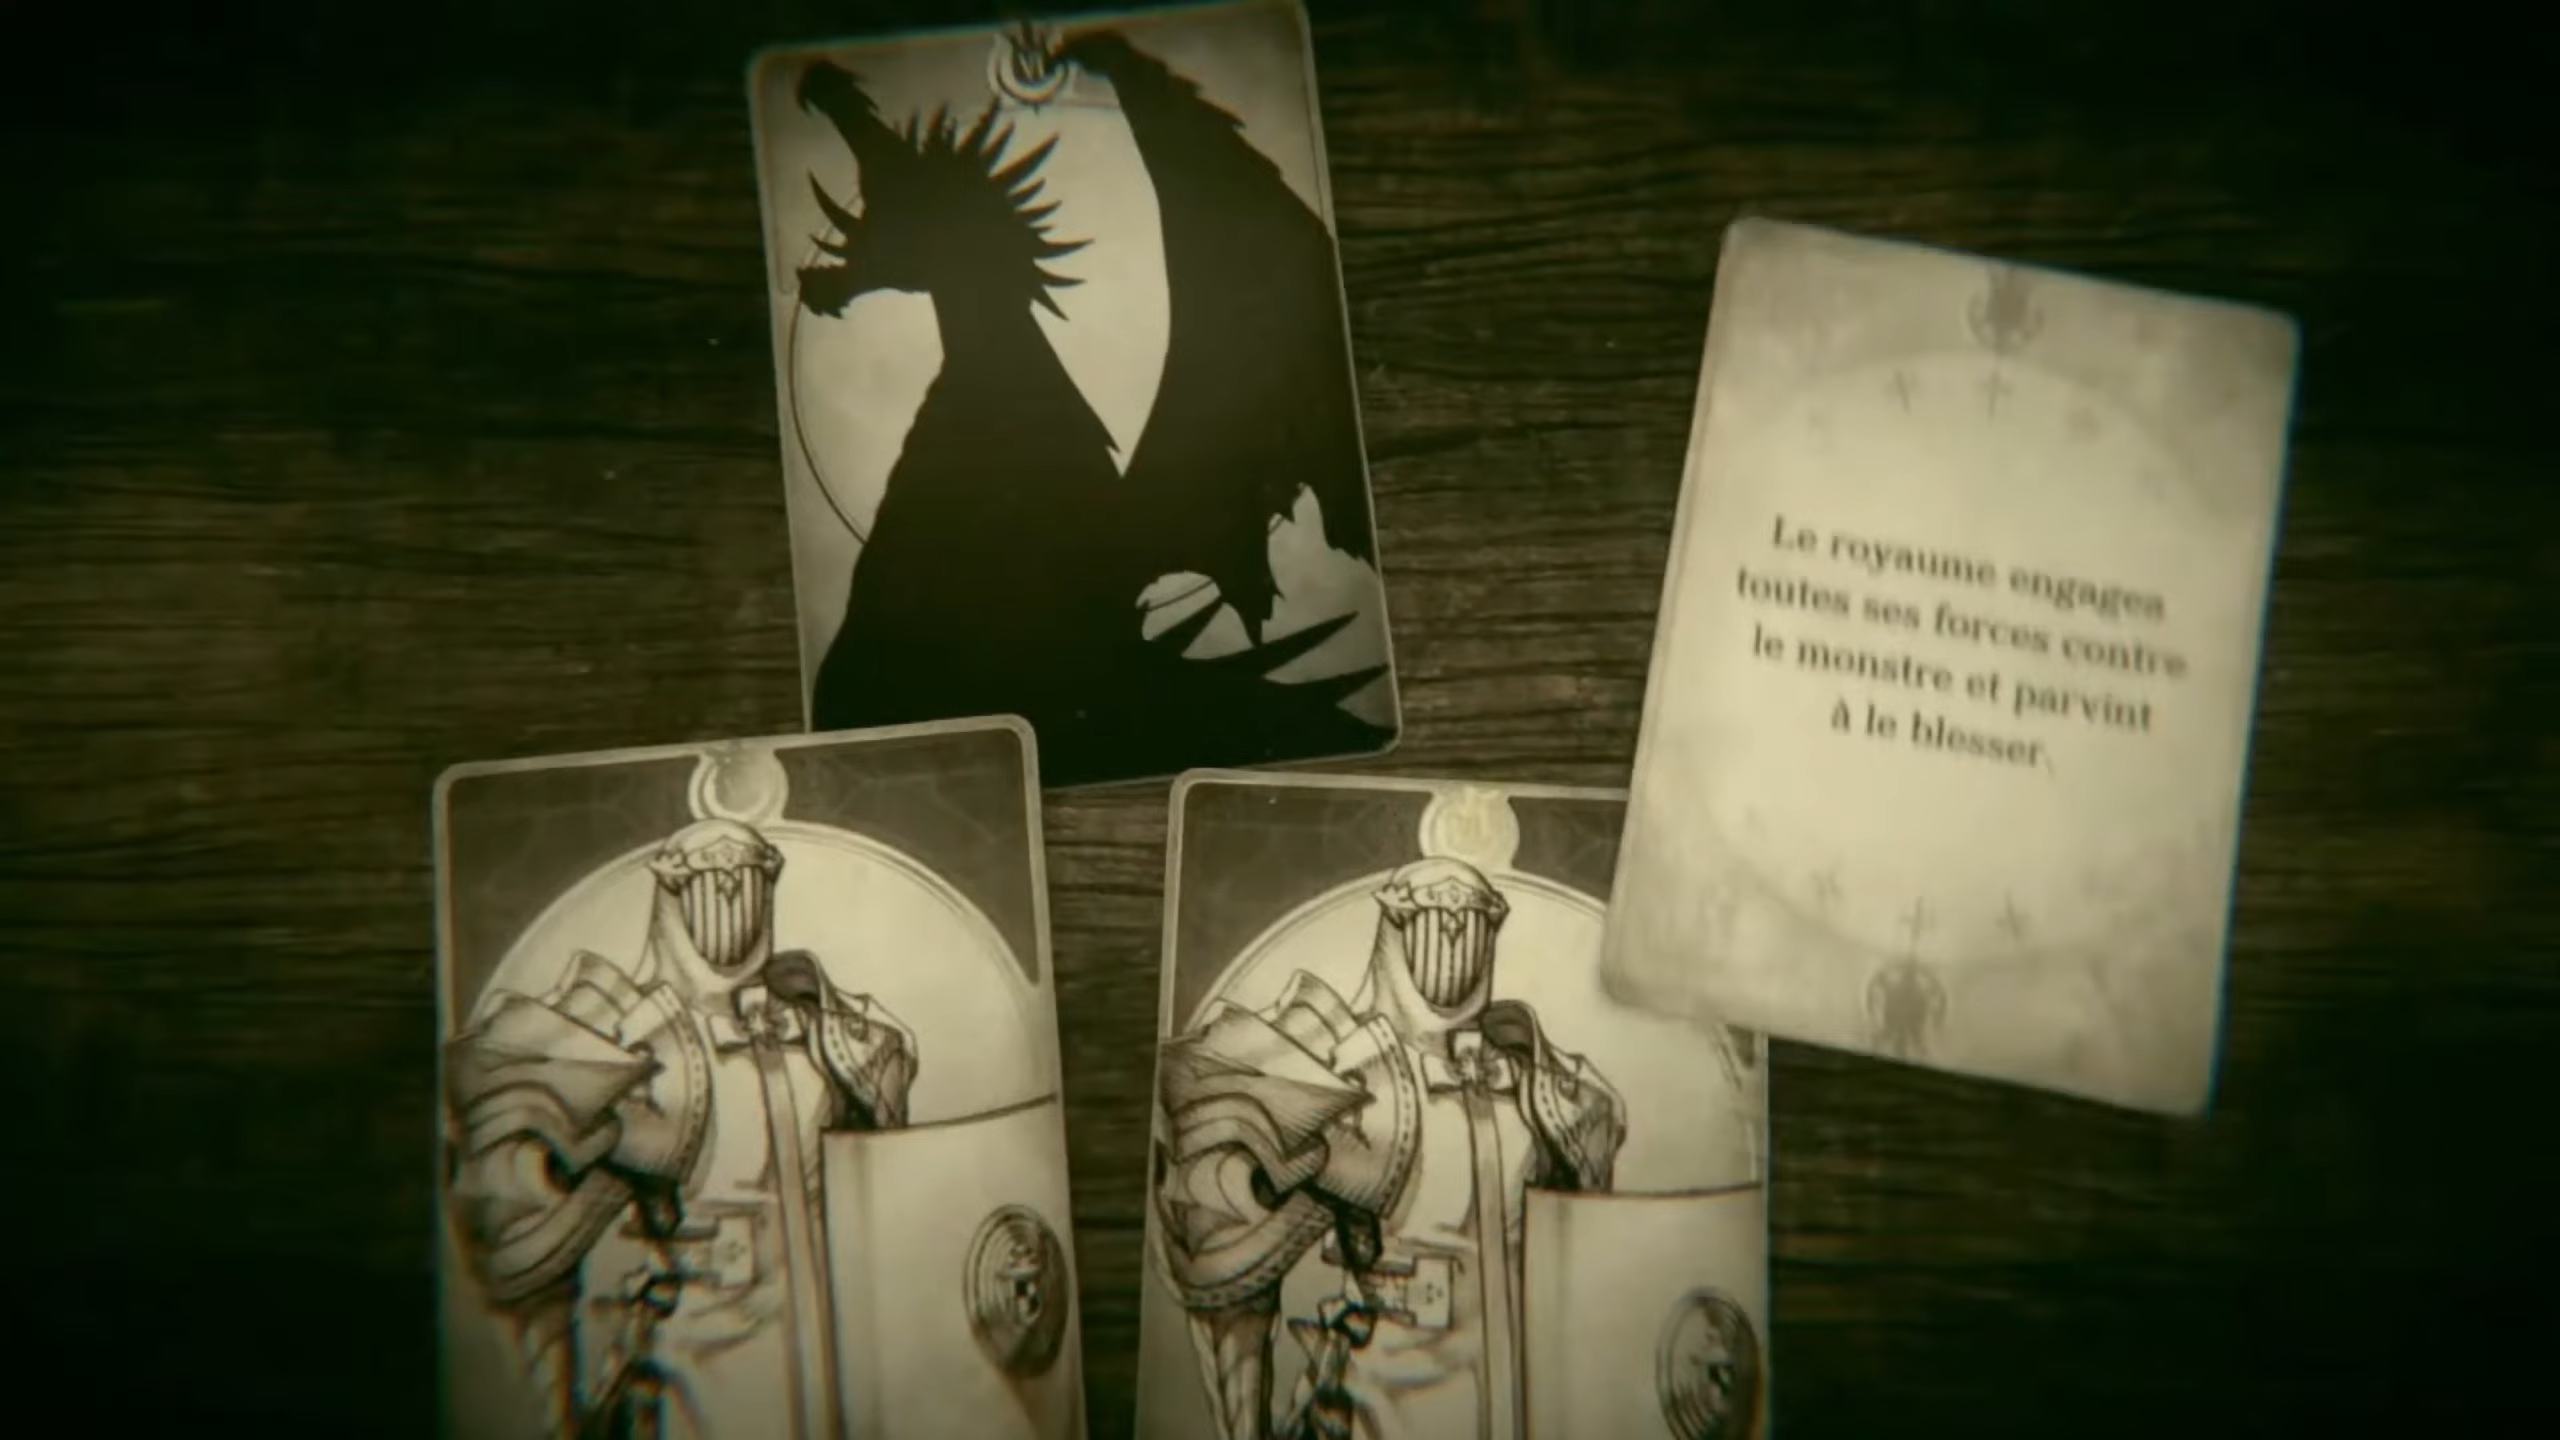 Le royaume engagea
toutes ses forces contre
le monstre et parvint
à le blesser.